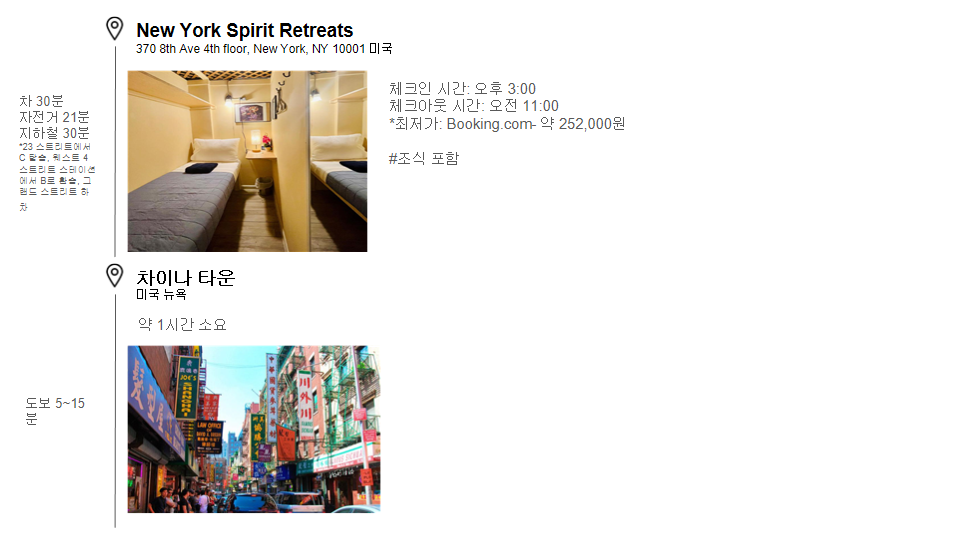 New York Spirit Retreats
370 8th Ave 4th floor, New York, NY 10001 미국
차 30분
자전거 21분
지하철 30분
*23 스트리트에서
C 탑승, 웨스트 4
스트리트 스테이션
에서 B로 환승, 그
랜드 스트리트 하
차
체크인 시간: 오후 3:00
체크아웃 시간: 오전 11:00
*최저가: Booking.com- 약 252,000원
#조식 포함
차이나 타운
미국 뉴욕
약 1시간 소요
도보 5~15
분
JOE'S
SHANGHAI
LAW OFFICE
川外川